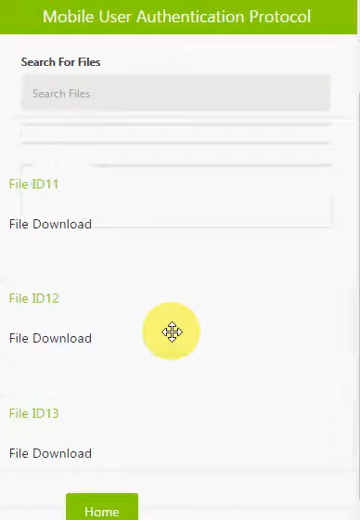 Mobile User Authentication Protocol
Search For Files
Search Files
File ID11
File Download
File ID12
File Download
File ID13
File Download
Home